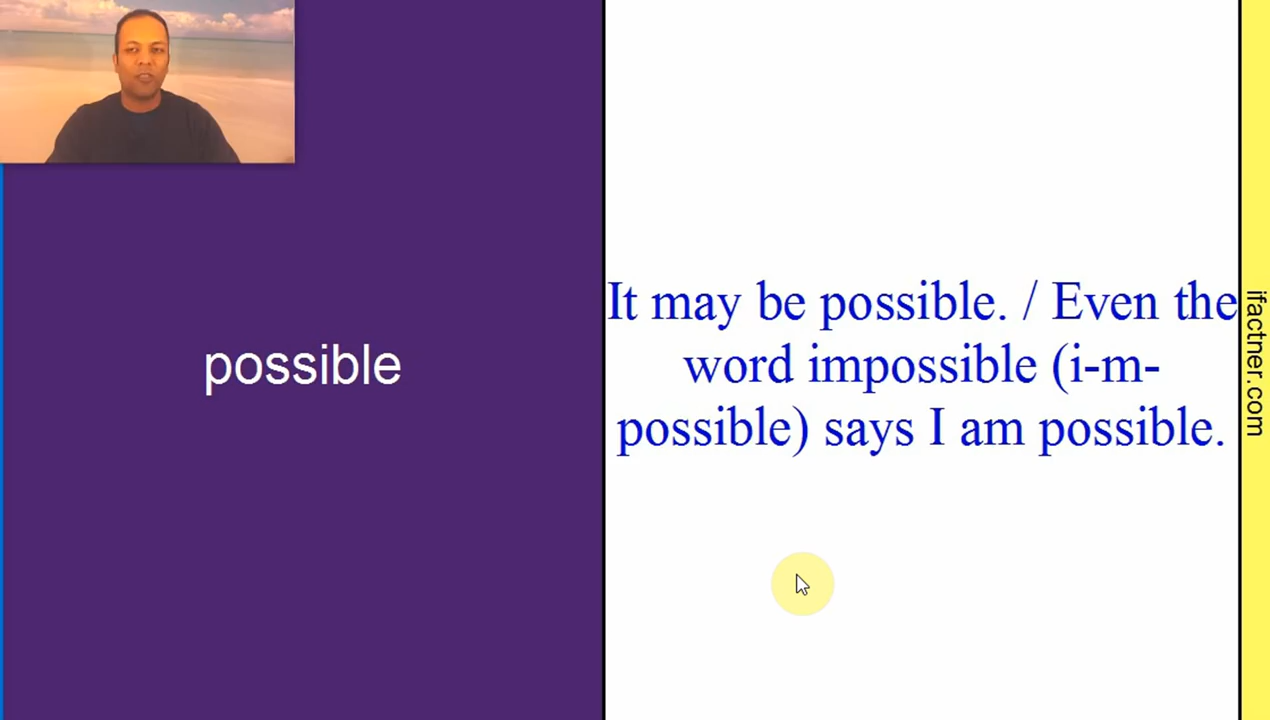 possible
It may be possible. / Even the
word impossible (i-m-
possible) says I am possible.
ifactner.com